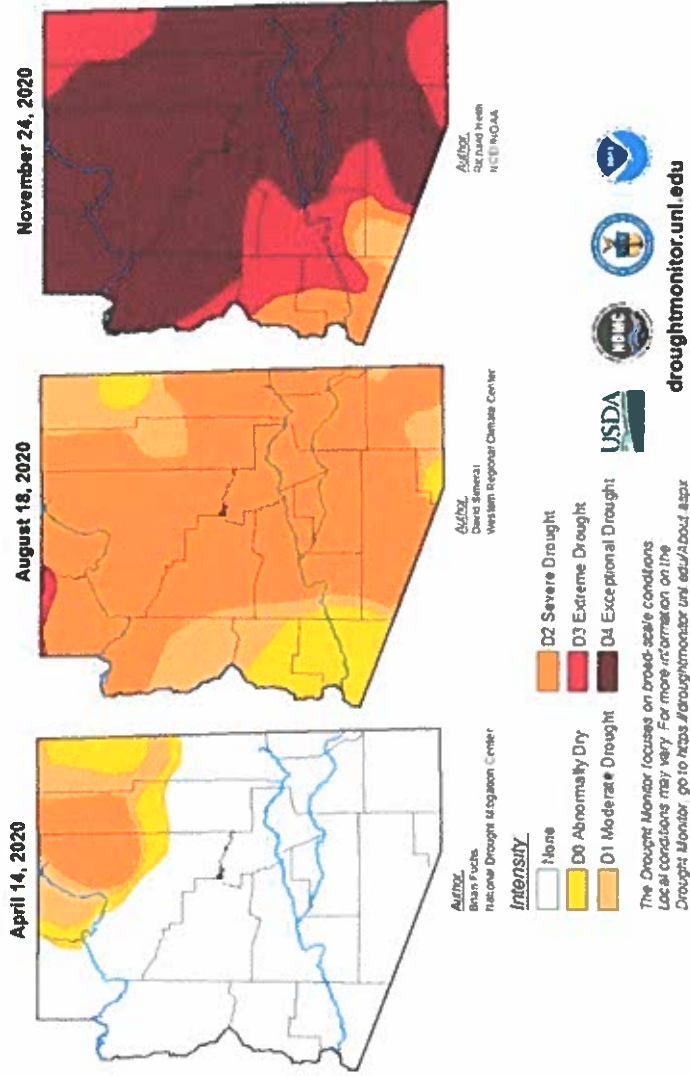 April 14, 2020
Author
Brian Fuchs
National Drought Mitigation Center
August 18, 2020
Author
David Simeral
Western Regional Climate Center
November 24, 2020
Author
Richard Heim
NCEI/NOAA
Intensity
None
D0 Abnormally Dry
D1 Moderate Drought
D2 Severe Drought
D3 Extreme Drought
D4 Exceptional Drought
The Drought Monitor focuses on broad-scale conditions
Local conditions may vary For more information on the
Drought Monitor, go to https //droughtmonitor unl edu/About aspx
USDA
NDMC
droughtmonitor.unl.edu